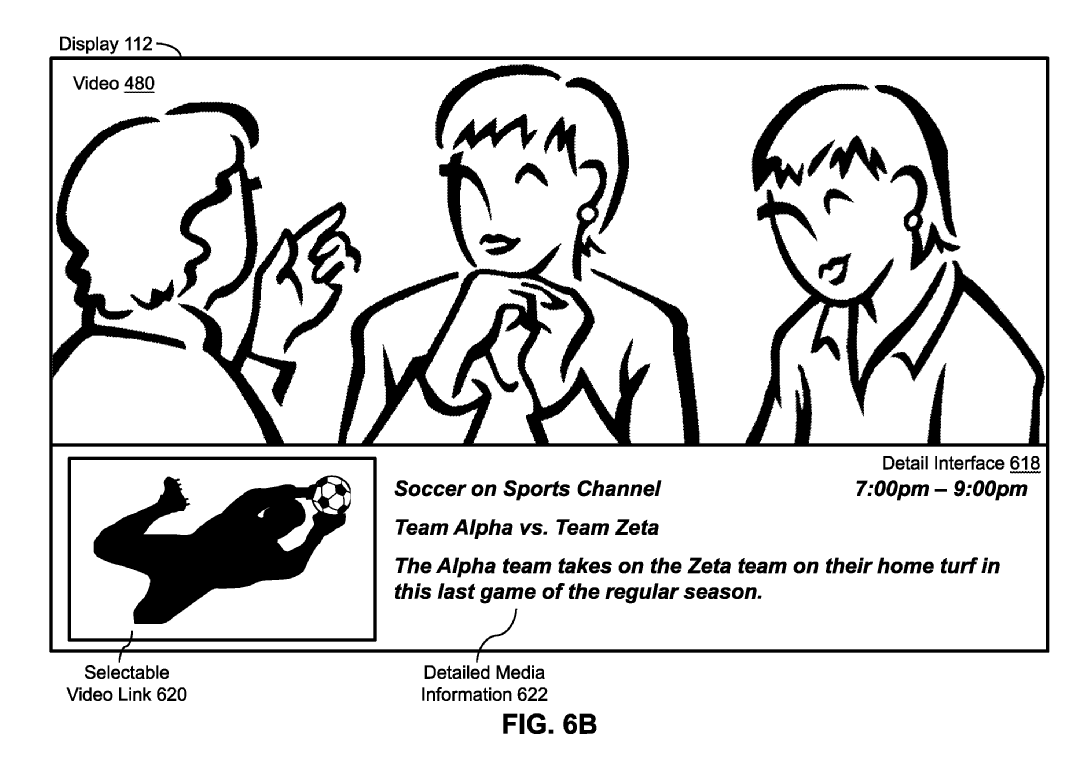 Display 112
Video 480
Detail Interface 618
Soccer on Sports Channel 7:00pm – 9:00pm
Team Alpha vs. Team Zeta
The Alpha team takes on the Zeta team on their home turf in
this last game of the regular season.
Selectable
Video Link 620
Detailed Media
Information 622
FIG. 6B